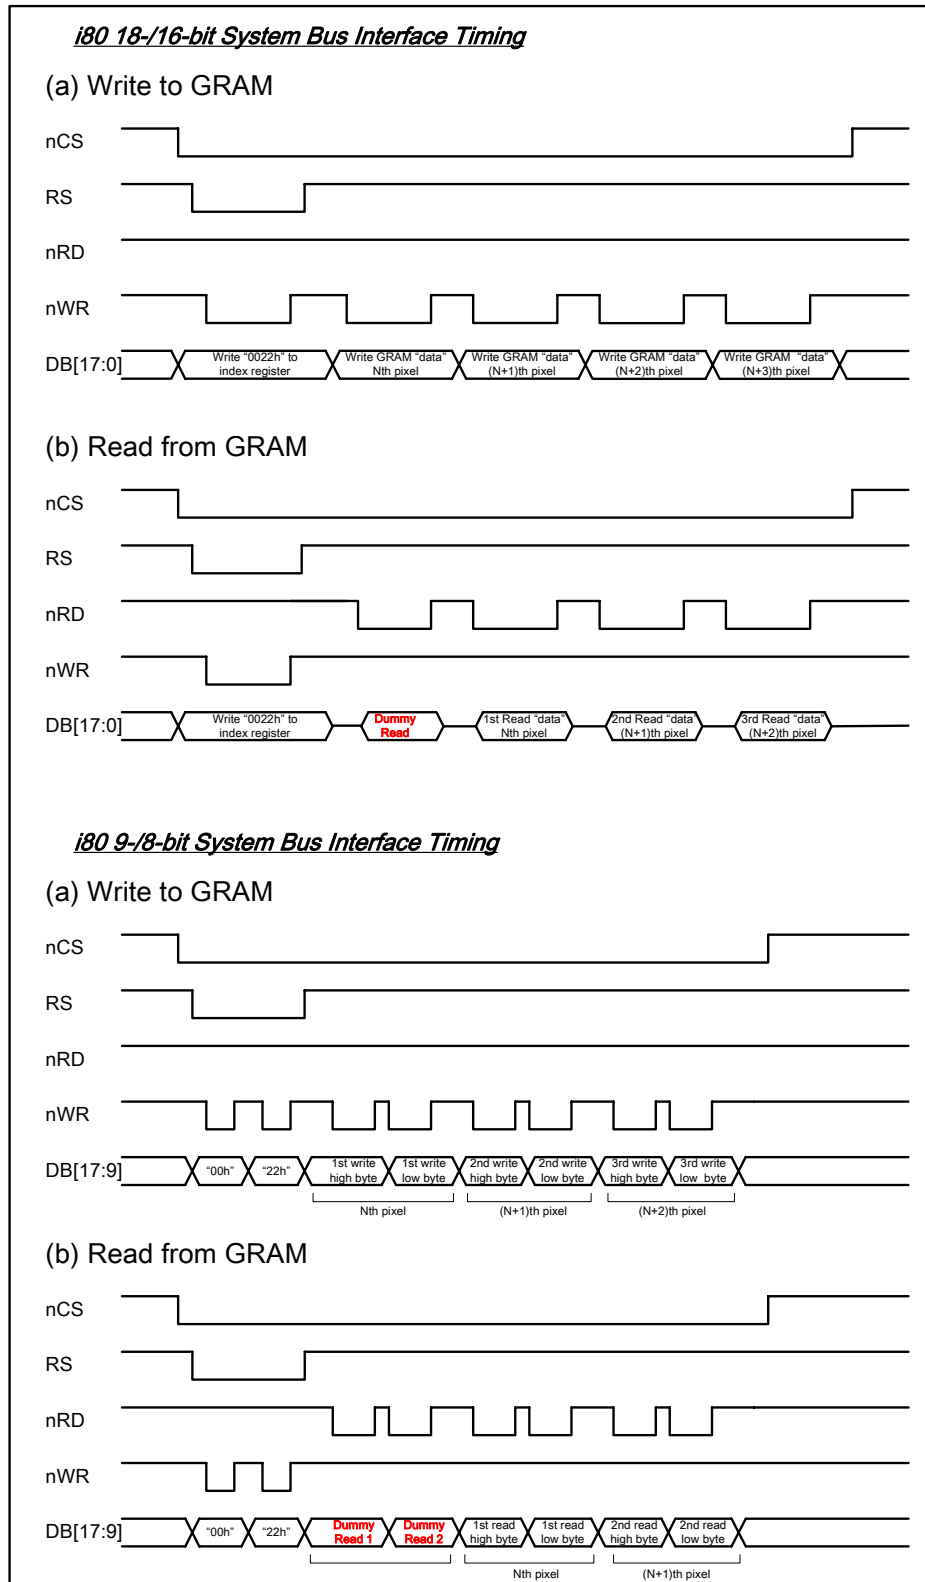 i80 18-/16-bit System Bus Interface Timing
(a) Write to GRAM
nCS
RS
nRD
nWR
DB[17:0]
Write "0022h" to
index register
Write GRAM "data"
Nth pixel
Write GRAM "data"
(N+1)th pixel
Write GRAM "data"
(N+2)th pixel
Write GRAM "data"
(N+3)th pixel
(b) Read from GRAM
nCS
RS
nRD
nWR
DB[17:0]
Write "0022h" to
index register
Dummy
Read
1st Read "data"
Nth pixel
2nd Read "data"
(N+1)th pixel
3rd Read "data"
(N+2)th pixel
i80 9-/8-bit System Bus Interface Timing
(a) Write to GRAM
nCS
RS
nRD
nWR
DB[17:9]
"00h"
"22h"
1st write
high byte
1st write
low byte
2nd write
high byte
2nd write
low byte
3rd write
high byte
3rd write
low byte
Nth pixel
(N+1)th pixel
(N+2)th pixel
(b) Read from GRAM
nCS
RS
nRD
nWR
DB[17:9]
"00h"
"22h"
Dummy
Read 1
Dummy
Read 2
1st read
high byte
1st read
low byte
2nd read
high byte
2nd read
low byte
Nth pixel
(N+1)th pixel